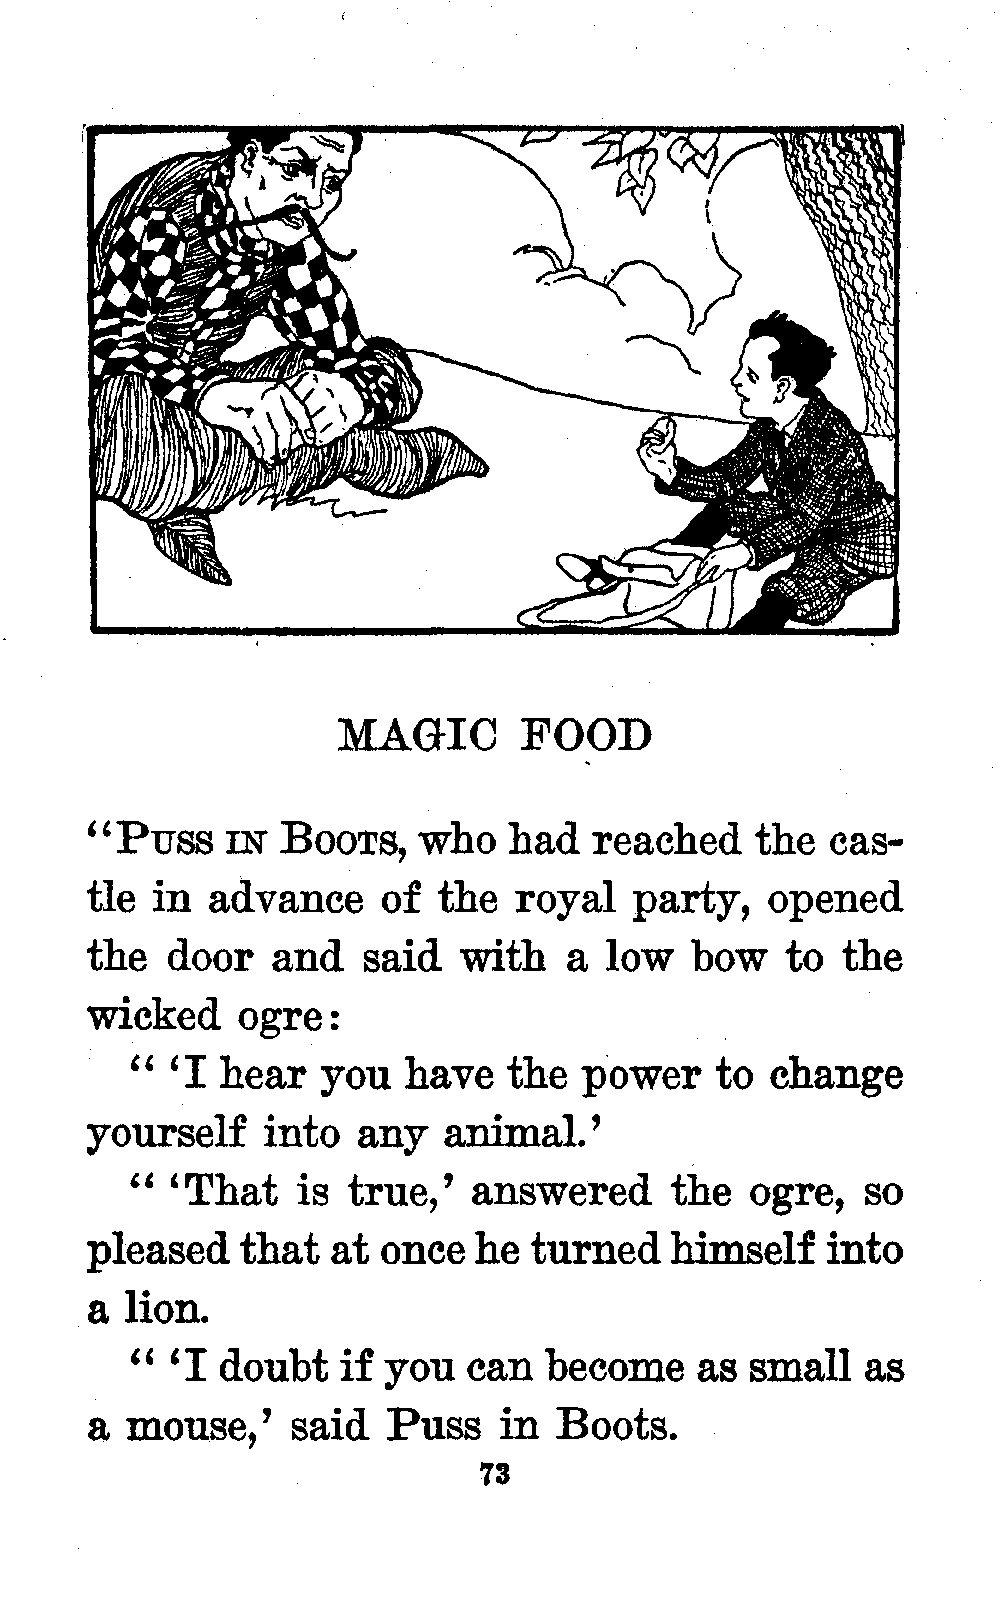 MAGIC FOOD
“PUSS IN BOOTS, who had reached the cas-
tle in advance of the royal party, opened
the door and said with a low bow to the
wicked ogre:
“ ‘I hear you have the power to change
yourself into any animal.’
“ ‘That is true,’ answered the ogre, so
pleased that at once he turned himself into
a lion.
“ ‘I doubt if you can become as small as
a mouse,’ said Puss in Boots.
73